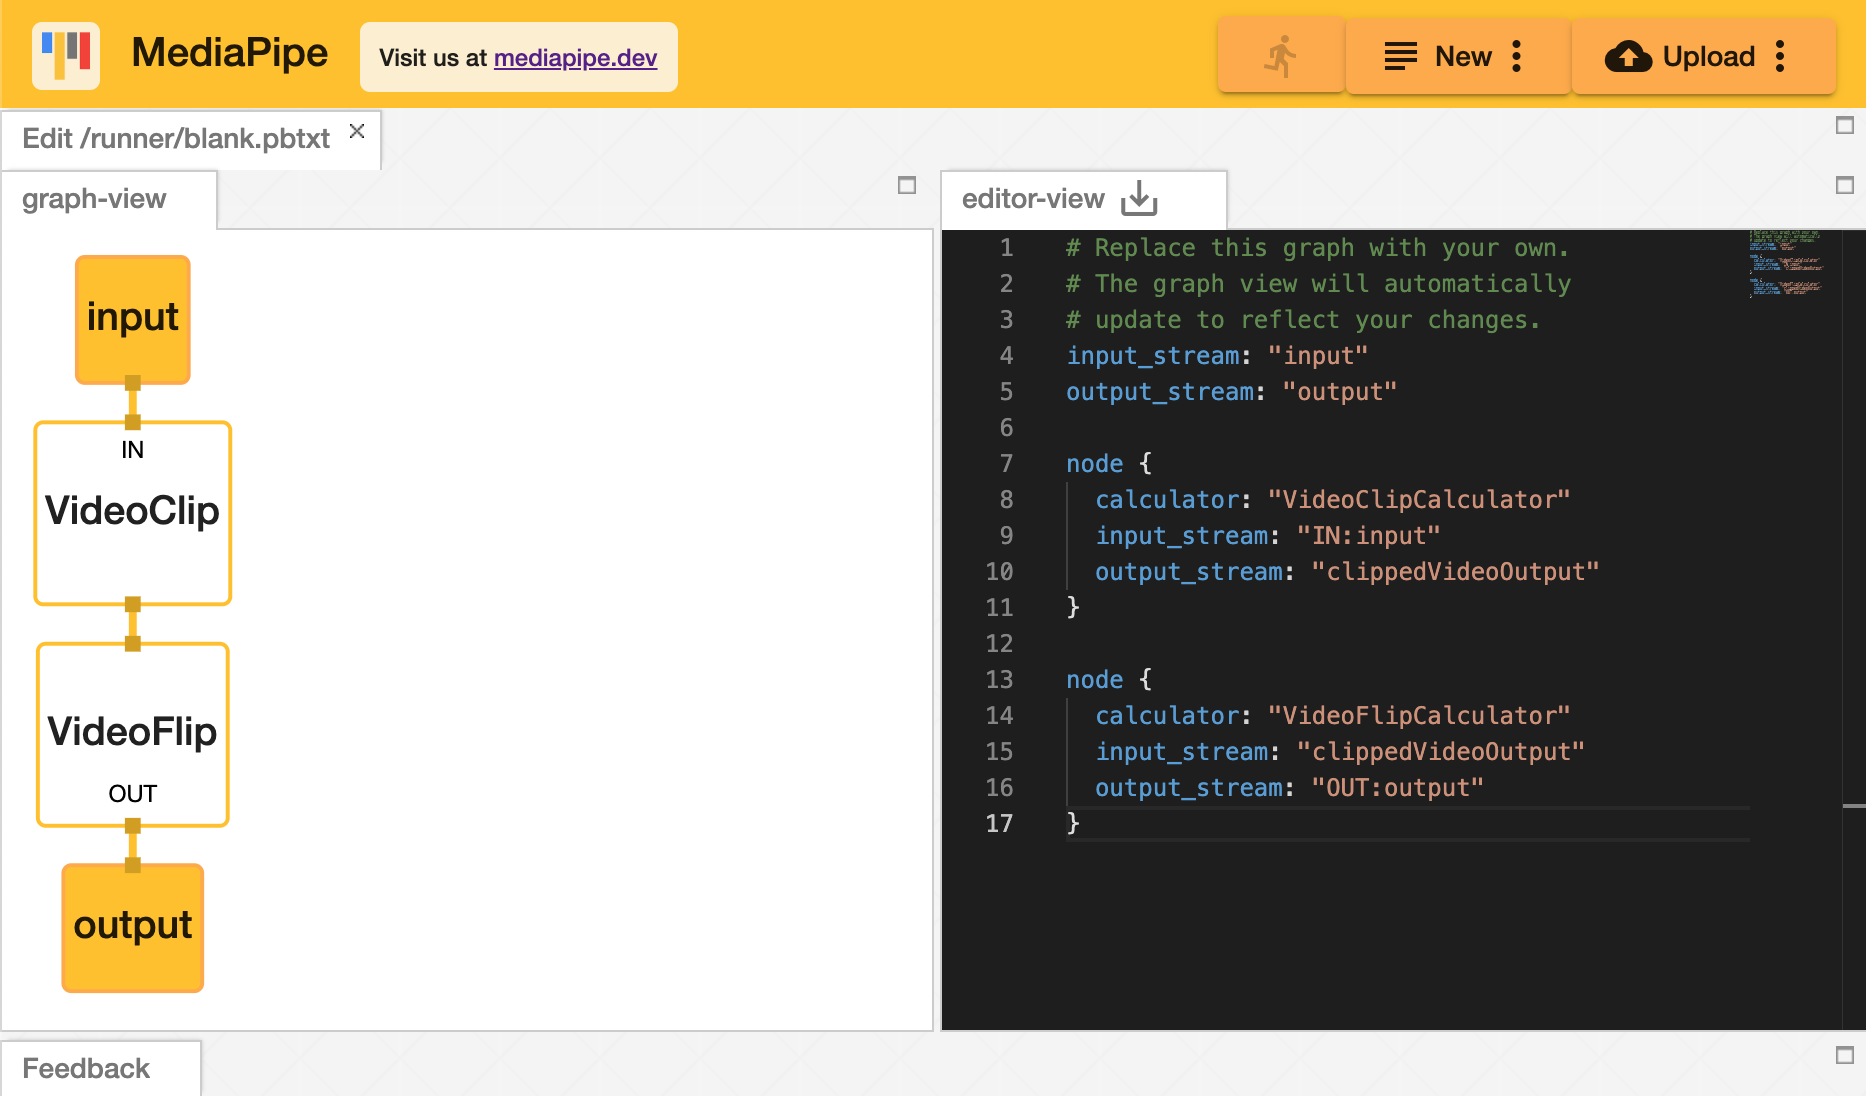 MediaPipe
Visit us at mediapipe.dev
New
Upload
Edit /runner/blank.pbtxt
graph-view
input
IN
VideoClip
VideoFlip
OUT
output
editor-view
1 # Replace this graph with your own.
2 # The graph view will automatically
3 # update to reflect your changes.
4 input_stream: "input"
5 output_stream: "output"
6
7 node {
8 calculator: "VideoClipCalculator"
9 input_stream: "IN:input"
10 output_stream: "clippedVideoOutput"
11 }
12
13 node {
14 calculator: "VideoFlipCalculator"
15 input_stream: "clippedVideoOutput"
16 output_stream: "OUT:output"
17 }
Feedback